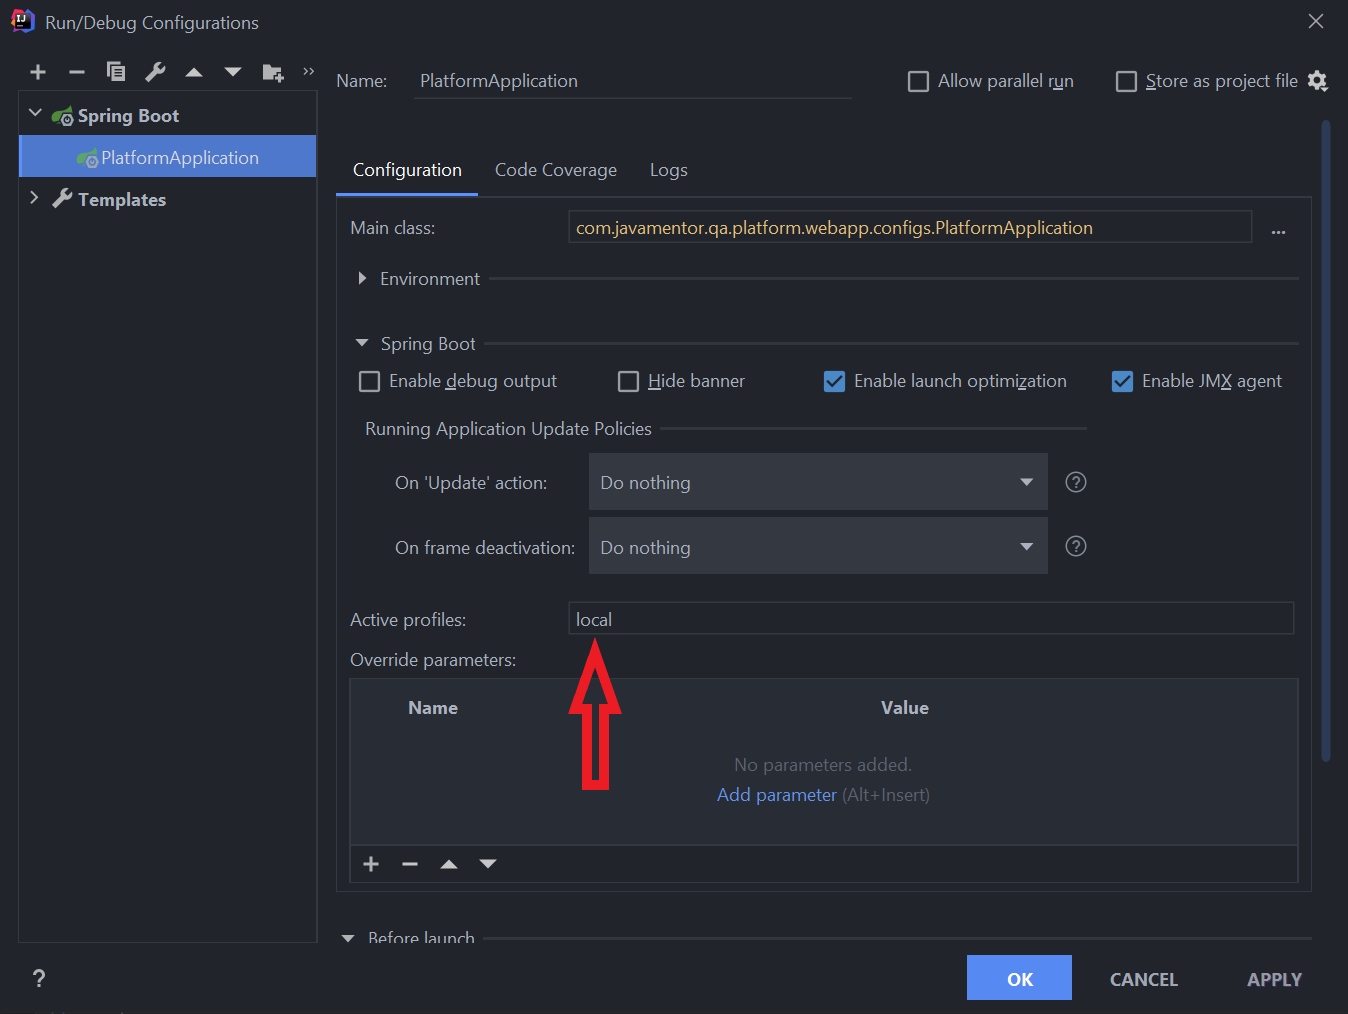 Run/Debug Configurations
Name: PlatformApplication Allow parallel run Store as project file
Spring Boot
PlatformApplication
Templates
Configuration Code Coverage Logs
Main class: com.javamentor.qa.platform.webapp.configs.PlatformApplication ...
Environment
Spring Boot
Enable debug output Hide banner Enable launch optimization Enable JMX agent
Running Application Update Policies
On 'Update' action: Do nothing ?
On frame deactivation: Do nothing ?
Active profiles: local
Override parameters:
Name Value
No parameters added.
Add parameter (Alt+Insert)
Before launch
? OK CANCEL APPLY